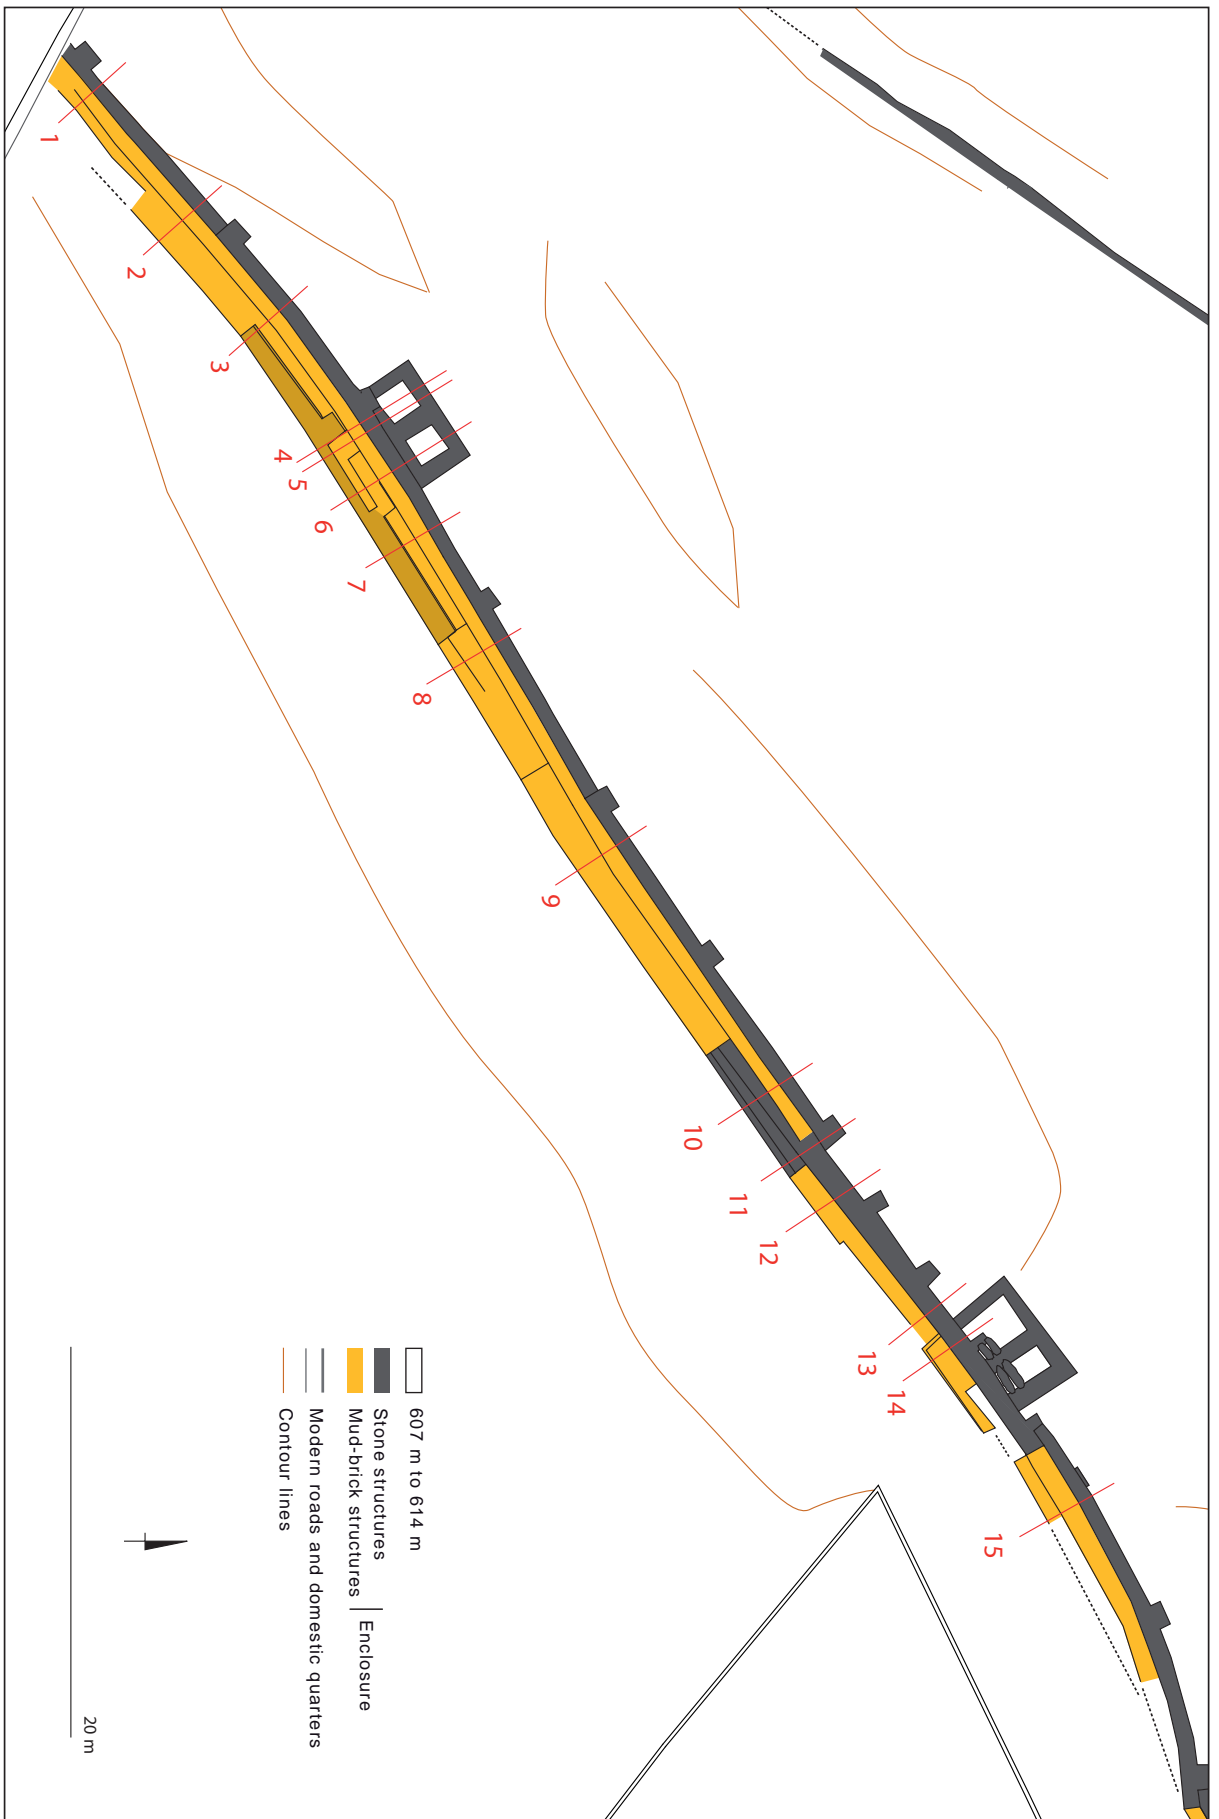 1
2
3
4
5
6
7
8
9
10
11
12
13
14
15
607 m to 614 m
Stone structures
Mud-brick structures
Enclosure
Modern roads and domestic quarters
Contour lines
20 m